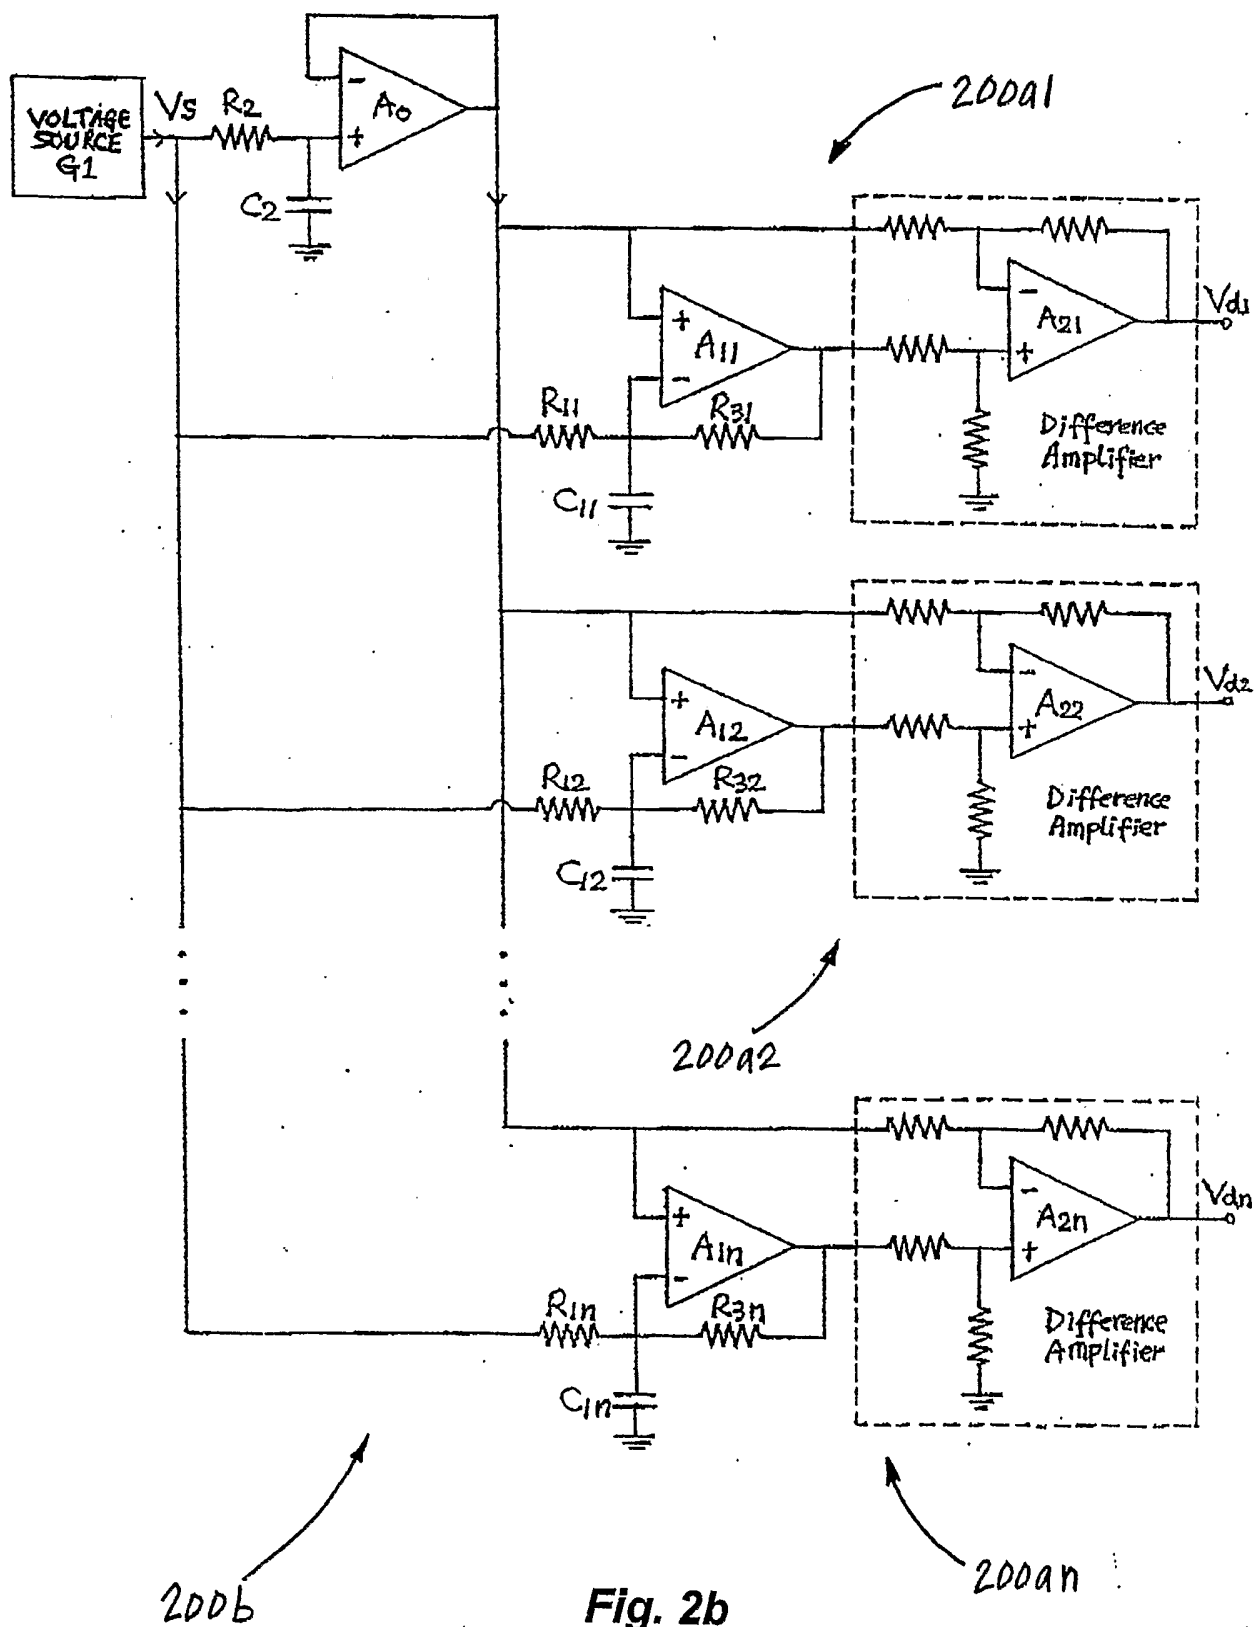 VOLTAGE
SOURCE
G1
VS
R2
C2
-
A0
+
200a1
+
A11
-
R11
R31
C11
-
A21
+
Vd1
Difference
Amplifier
+
A12
-
R12
R32
C12
-
A22
+
Vd2
Difference
Amplifier
200a2
+
A1n
-
R1n
R3n
C1n
-
A2n
+
Vdn
Difference
Amplifier
200b
200an
Fig. 2b